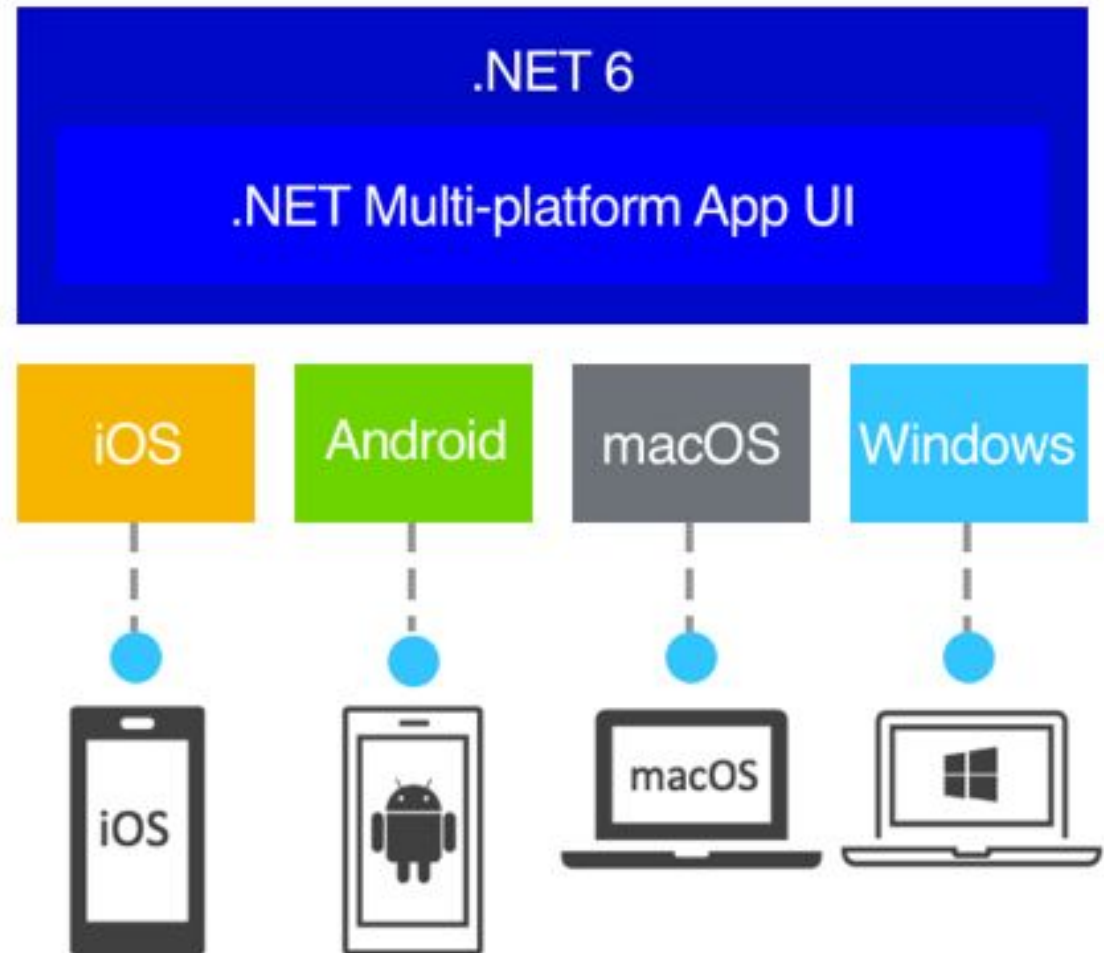 .NET 6
.NET Multi-platform App UI
iOS
Android
macOS
Windows
iOS
macOS